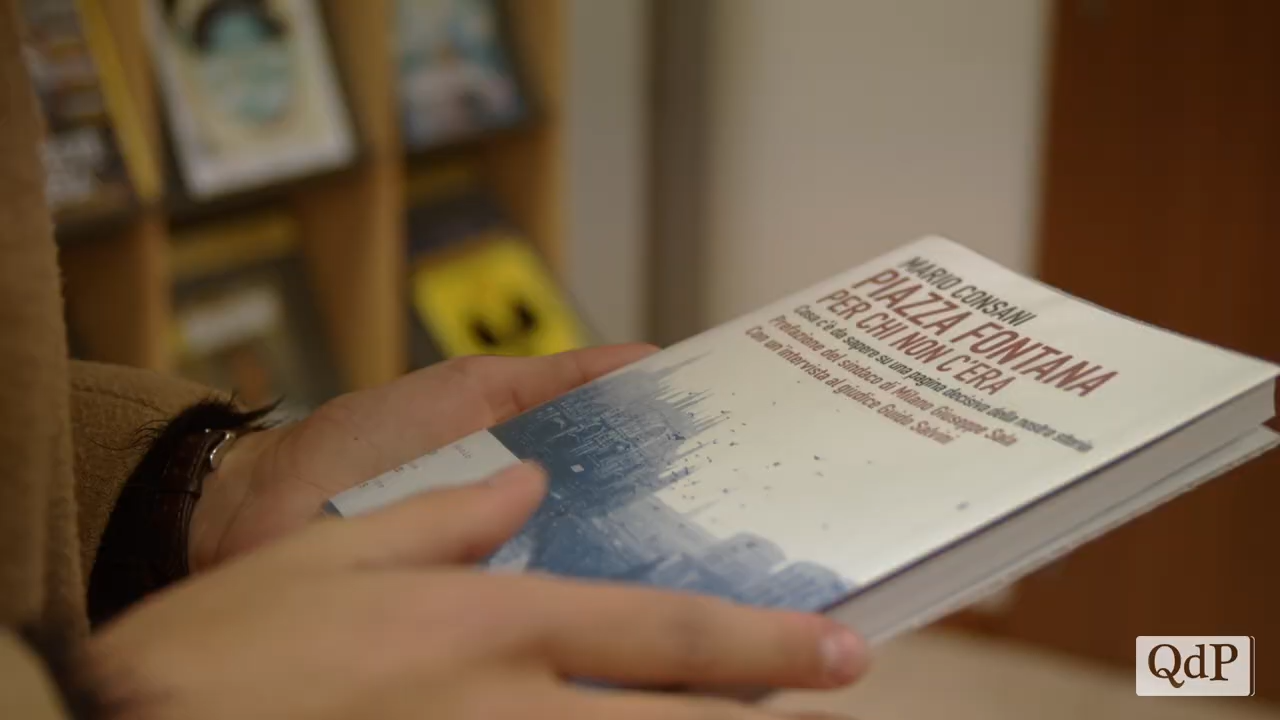 MARIO CONSANI
PIAZZA FONTANA
PER CHI NON C'ERA
Cosa c'è da sapere su una pagina decisiva della nostra storia
Prefazione del sindaco di Milano Giuseppe Sala
Con un'intervista al giudice Guido Salvini
QdP